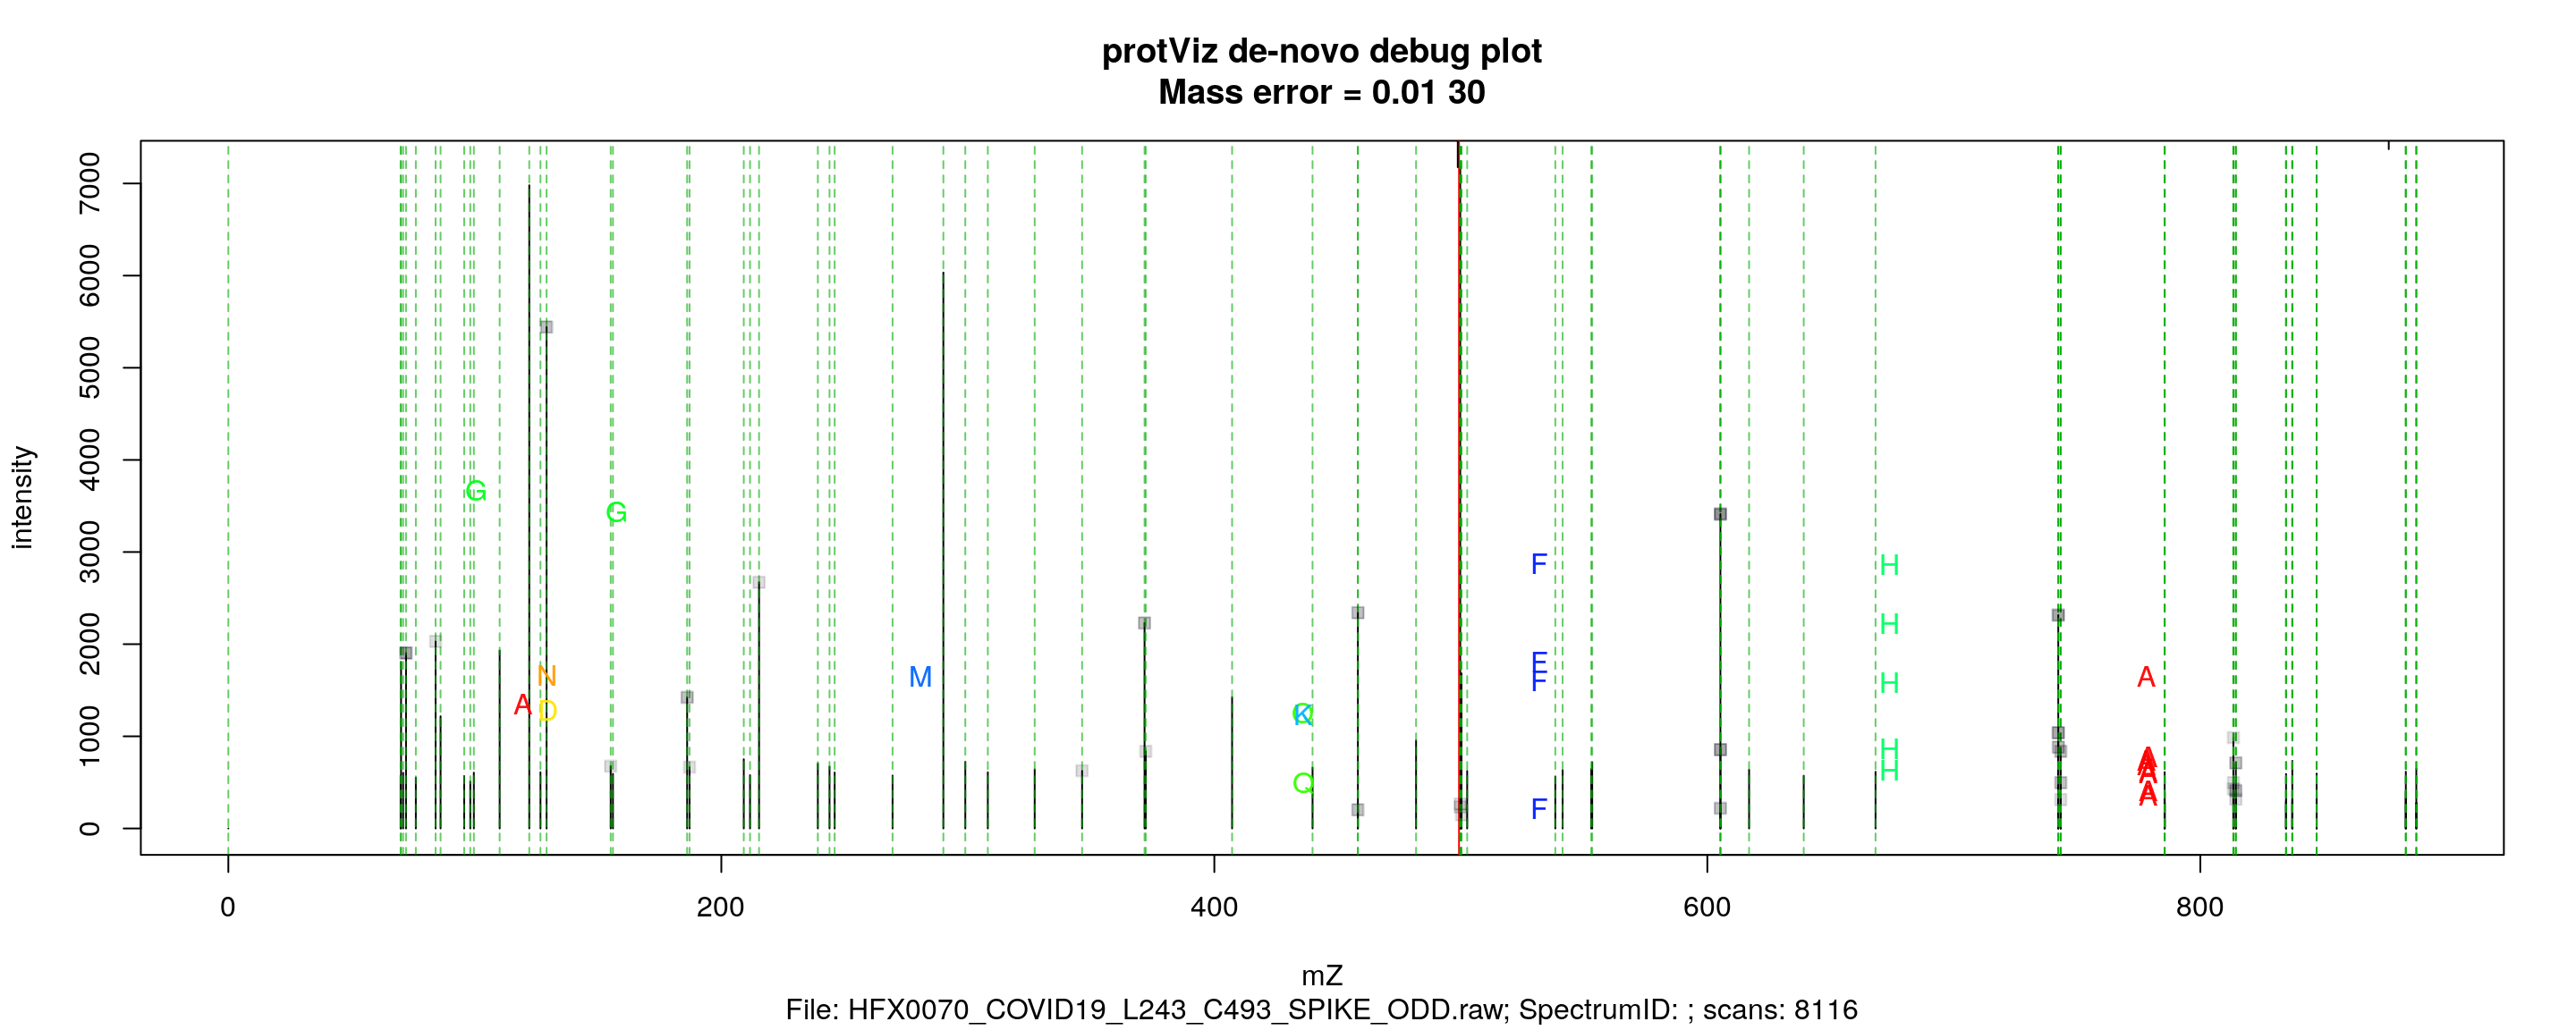 protViz de-novo debug plot
Mass error = 0.01 30
intensity
7000
6000
5000
4000
3000
2000
1000
0
G
G
N
A
D
M
Q
K
Q
F
F
F
F
H
H
H
H
H
A
A
A
A
A
A
0
200
400
600
800
mZ
File: HFX0070_COVID19_L243_C493_SPIKE_ODD.raw; SpectrumID: ; scans: 8116